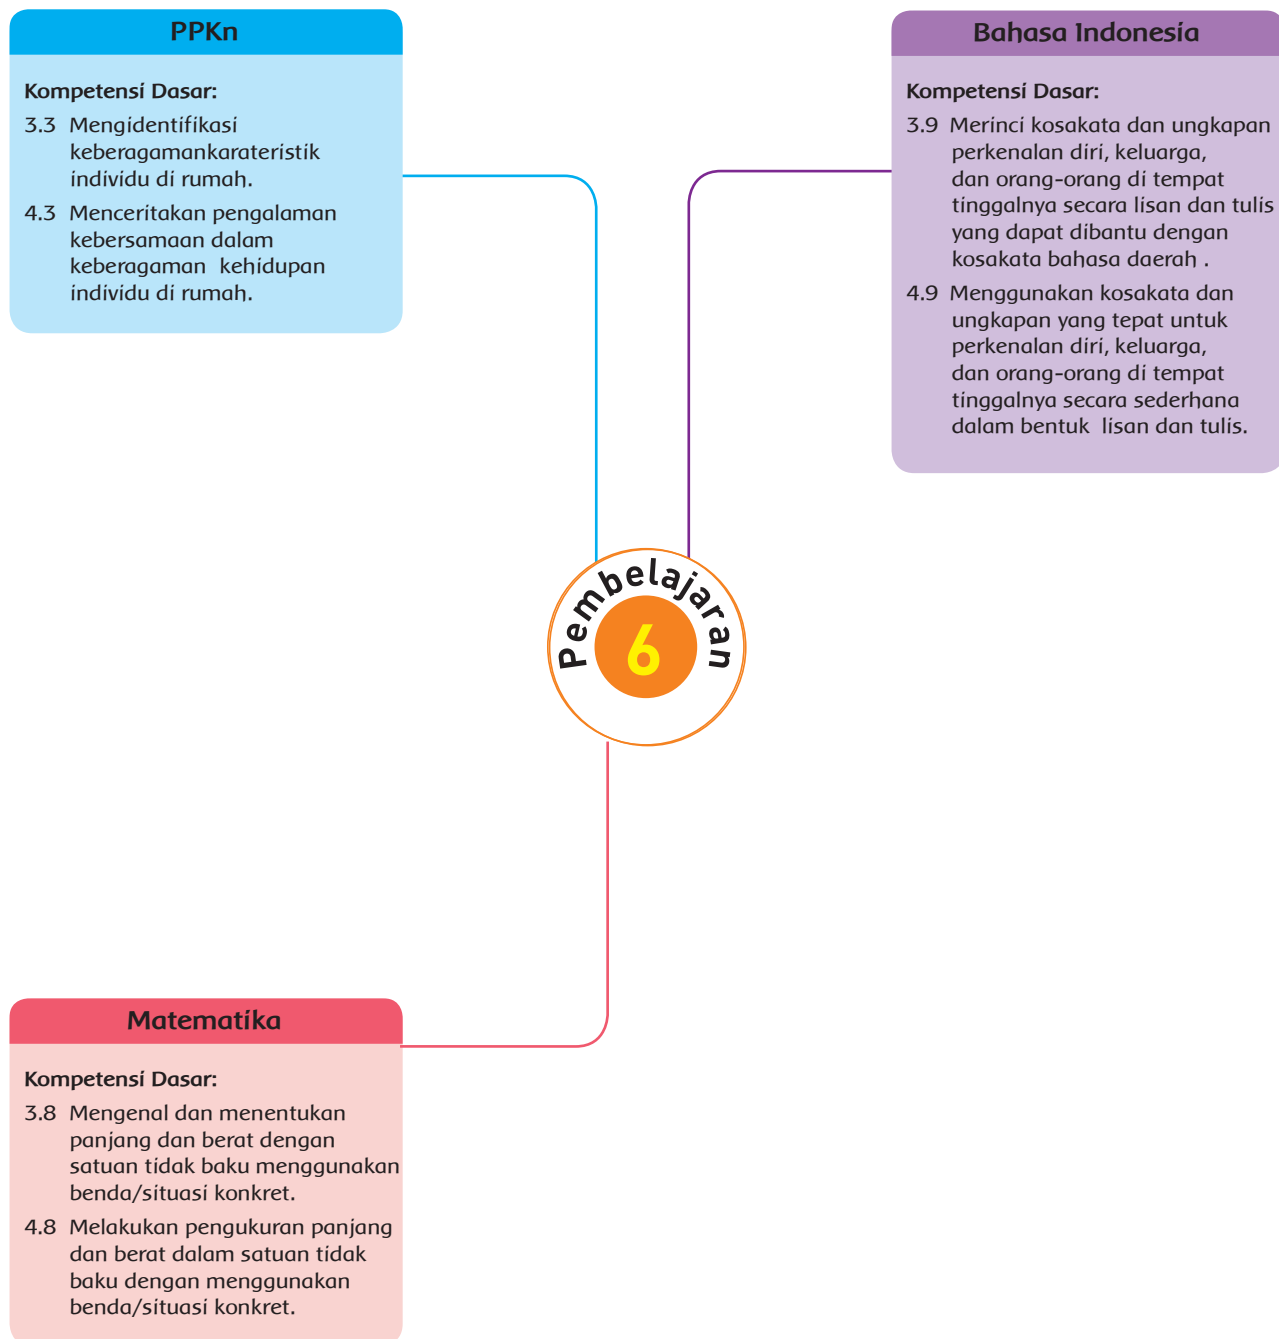 PPKn
Kompetensi Dasar:
3.3 Mengidentifikasi
keberagamankarateristik
individu di rumah.
4.3 Menceritakan pengalaman
kebersamaan dalam
keberagaman kehidupan
individu di rumah.
Bahasa Indonesia
Kompetensi Dasar:
3.9 Merinci kosakata dan ungkapan
perkenalan diri, keluarga,
dan orang-orang di tempat
tinggalnya secara lisan dan tulis
yang dapat dibantu dengan
kosakata bahasa daerah .
4.9 Menggunakan kosakata dan
ungkapan yang tepat untuk
perkenalan diri, keluarga,
dan orang-orang di tempat
tinggalnya secara sederhana
dalam bentuk lisan dan tulis.
Pembelajaran
6
Matematika
Kompetensi Dasar:
3.8 Mengenal dan menentukan
panjang dan berat dengan
satuan tidak baku menggunakan
benda/situasi konkret.
4.8 Melakukan pengukuran panjang
dan berat dalam satuan tidak
baku dengan menggunakan
benda/situasi konkret.